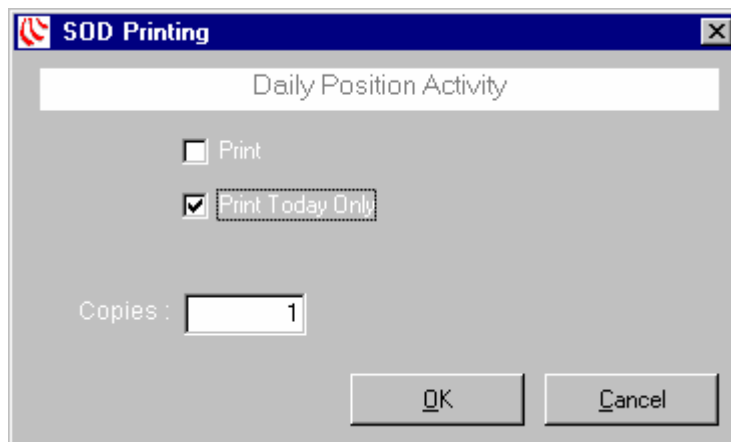 SOD Printing
Daily Position Activity
Print
Print Today Only
Copies : 1
OK Cancel